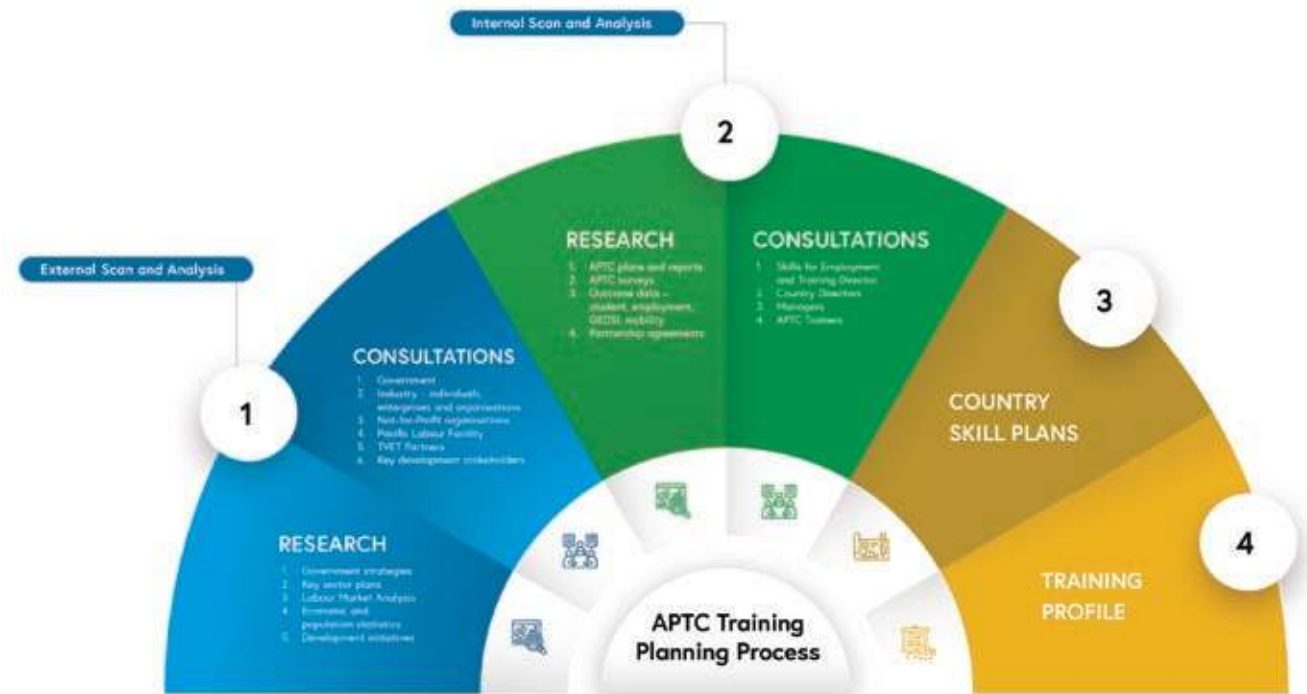 Internal Scan and Analysis
2
RESEARCH
1. APTC plans and reports
2. APTC surveys
3. Outcome data –
student, employment,
GEDSI, mobility
4. Partnership agreements
CONSULTATIONS
1 Skills for Employment
and Training Director
2 Country Directors
3 Managers
4 APTC Trainers
External Scan and Analysis
1
CONSULTATIONS
1. Government
2. Industry individuals,
enterprises and organisations
3. Not-for-Profit organisations
4. Pacific Labour Facility
5. TVET Partners
6. Key development stakeholders
RESEARCH
1. Government strategies
2. Key sector plans
3. Labour Market Analysis
4. Economic and
population statistics
5. Development initiatives
3
COUNTRY
SKILL PLANS
4
TRAINING
PROFILE
APTC Training
Planning Process